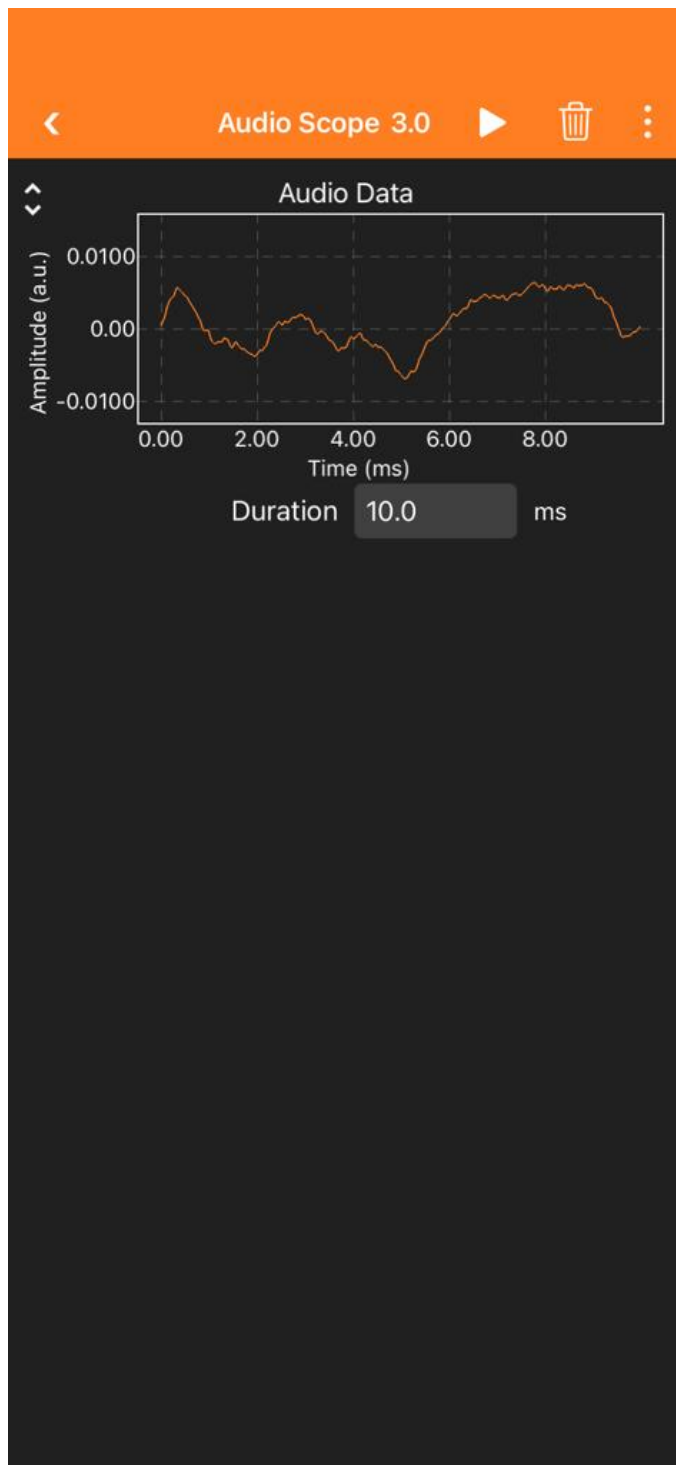 Audio Scope 3.0
Audio Data
Amplitude (a.u.)
0.0100
0.00
-0.0100
0.00 2.00 4.00 6.00 8.00
Time (ms)
Duration 10.0 ms